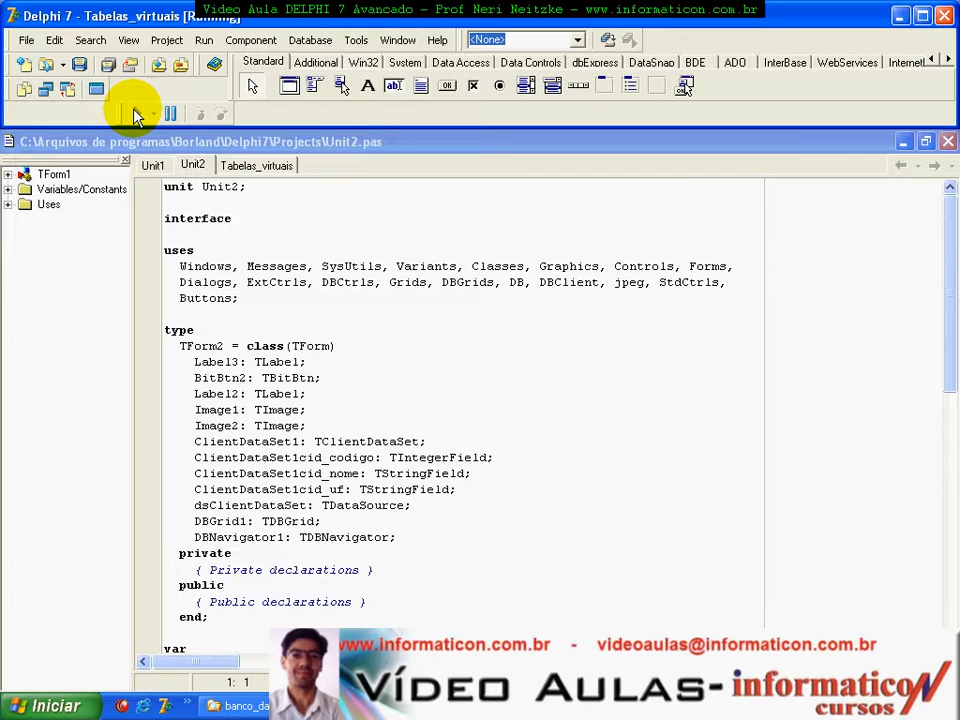 Video Aula DELPHI 7 Avancado – Prof Neri Neitzke – www.informaticon.com.br
Delphi 7 - Tabelas_virtuais [Running]
File Edit Search View Project Run Component Database Tools Window Help <None>
Standard Additional Win32 System Data Access Data Controls dbExpress DataSnap BDE ADO InterBase WebServices Internet
C:\Arquivos de programas\Borland\Delphi7\Projects\Unit2.pas
Unit1 Unit2 Tabelas_virtuais
TForm1
Variables/Constants
Uses
unit Unit2;
interface
uses
Windows, Messages, SysUtils, Variants, Classes, Graphics, Controls, Forms,
Dialogs, ExtCtrls, DBCtrls, Grids, DBGrids, DB, DBClient, jpeg, StdCtrls,
Buttons;
type
TForm2 = class(TForm)
Label3: TLabel;
BitBtn2: TBitBtn;
Label2: TLabel;
Image1: TImage;
Image2: TImage;
ClientDataSet1: TClientDataSet;
ClientDataSet1cid_codigo: TIntegerField;
ClientDataSet1cid_nome: TStringField;
ClientDataSet1cid_uf: TStringField;
dsClientDataSet: TDataSource;
DBGrid1: TDBGrid;
DBNavigator1: TDBNavigator;
private
{ Private declarations }
public
{ Public declarations }
end;
var
1: 1
www.informaticon.com.br - videoaulas@informaticon.com.br
VÍDEO AULAS- informaticon
cursos
Iniciar
banco_da